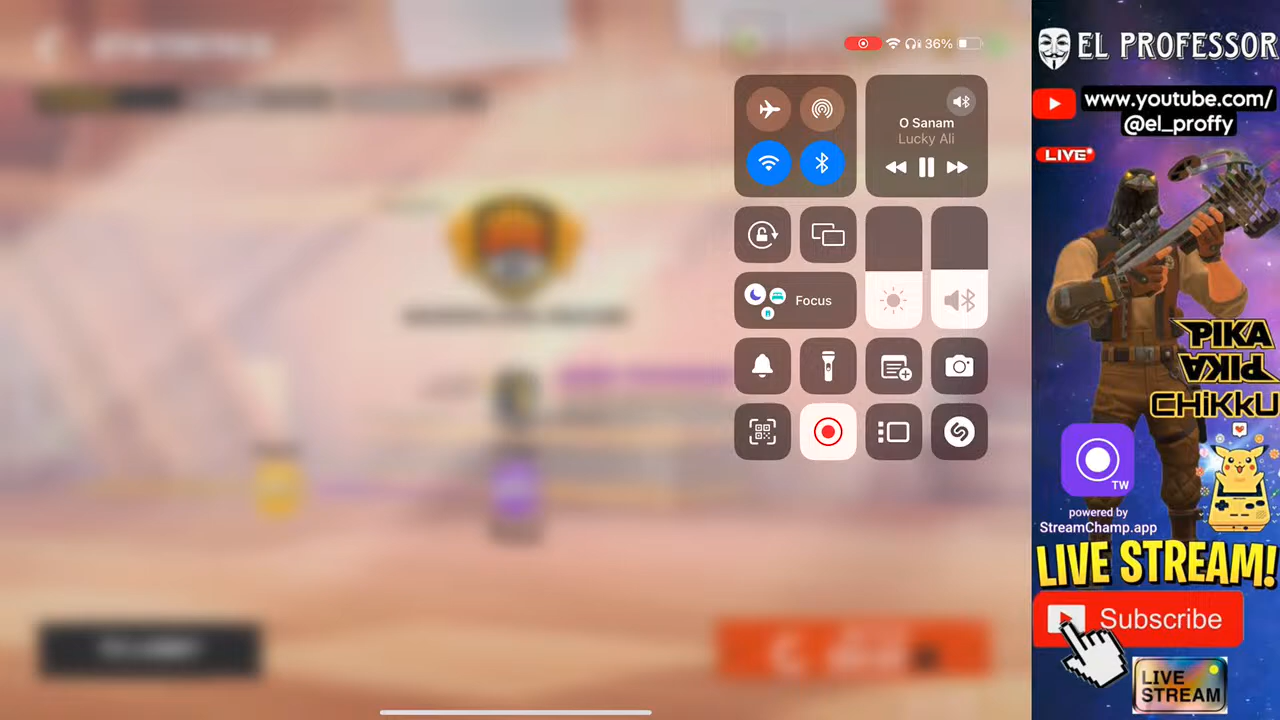 36%
O Sanam
Lucky Ali
Focus
EL PROFESSOR
www.youtube.com/
@el_proffy
LIVE
PIKA
PIKA
CHIKKU
TW
powered by
StreamChamp.app
LIVE STREAM!
Subscribe
LIVE
STREAM